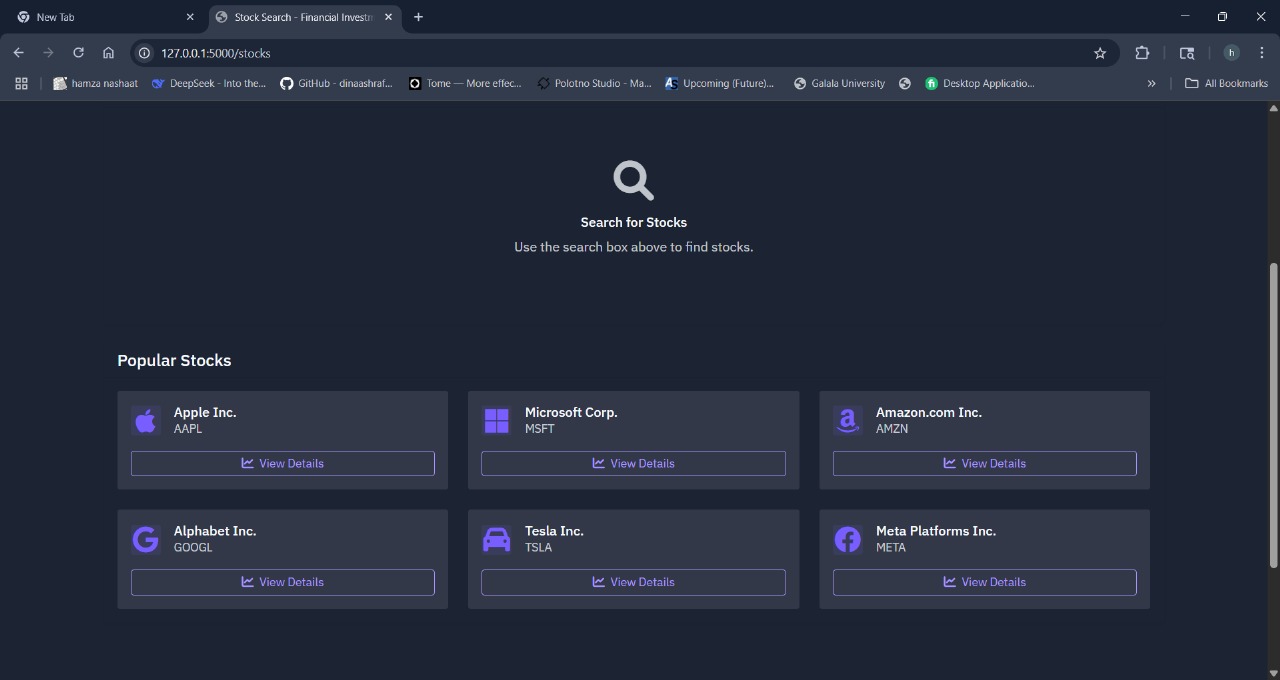 New Tab
Stock Search - Financial Investm
127.0.0.1:5000/stocks
h
hamza nashaat
DeepSeek - Into the...
GitHub - dinaashraf...
Tome — More effec...
Polotno Studio - Ma...
Upcoming (Future)...
Galala University
Desktop Applicatio...
All Bookmarks
Search for Stocks
Use the search box above to find stocks.
Popular Stocks
Apple Inc.
AAPL
View Details
Microsoft Corp.
MSFT
View Details
Amazon.com Inc.
AMZN
View Details
Alphabet Inc.
GOOGL
View Details
Tesla Inc.
TSLA
View Details
Meta Platforms Inc.
META
View Details